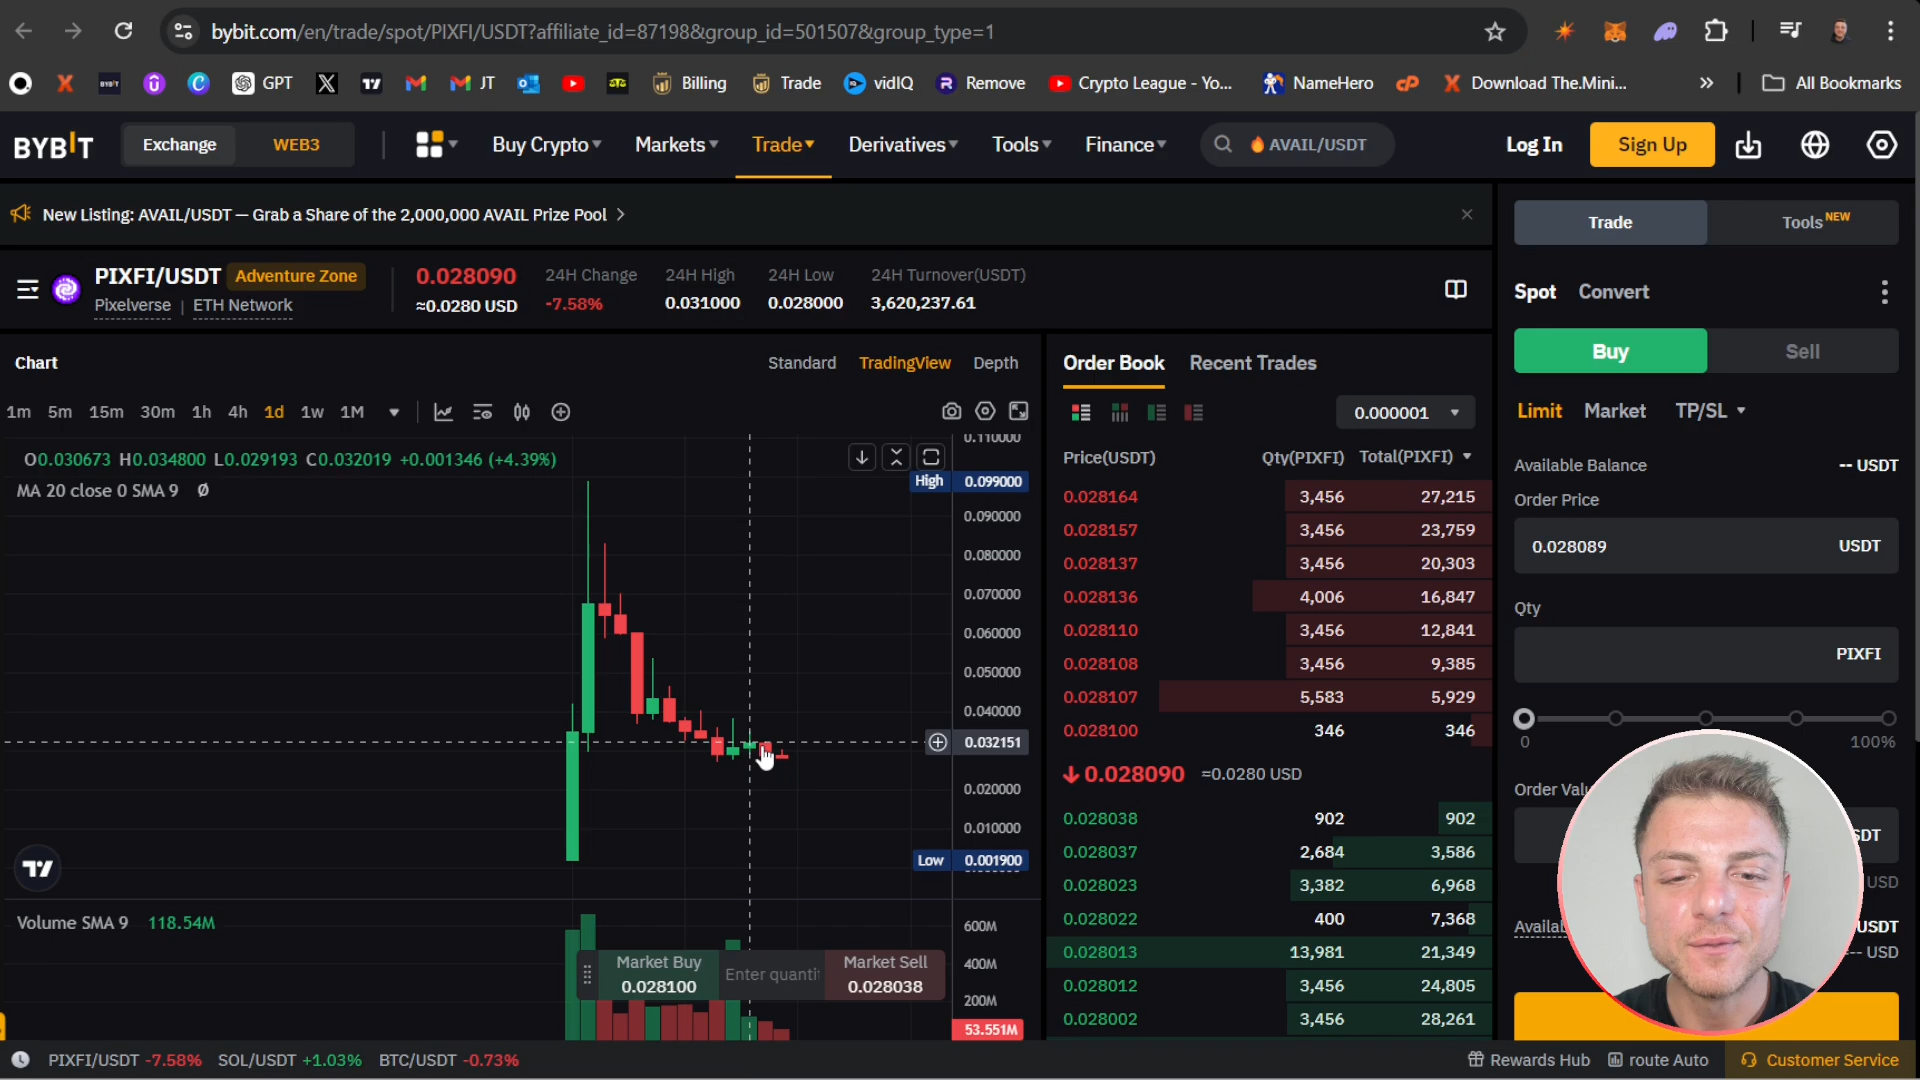 bybit.com/en/trade/spot/PIXFI/USDT?affiliate_id=87198&group_id=501507&group_type=1
GPT JT Billing Trade vidIQ Remove Crypto League - Yo... NameHero Download The.Mini... » All Bookmarks
BYBIT Exchange WEB3 Buy Crypto Markets Trade Derivatives Tools Finance AVAIL/USDT Log In Sign Up
New Listing: AVAIL/USDT — Grab a Share of the 2,000,000 AVAIL Prize Pool >
Trade Tools NEW
PIXFI/USDT Adventure Zone 0.028090 24H Change 24H High 24H Low 24H Turnover(USDT)
Pixelverse | ETH Network ≈0.0280 USD -7.58% 0.031000 0.028000 3,620,237.61
Spot Convert
Buy Sell
Chart Standard TradingView Depth
Order Book Recent Trades
1m 5m 15m 30m 1h 4h 1d 1w 1M
0.000001
Limit Market TP/SL
O0.030673 H0.034800 L0.029193 C0.032019 +0.001346 (+4.39%)
MA 20 close 0 SMA 9 Ø
0.110000
High 0.099000
0.090000
0.080000
0.070000
0.060000
0.050000
0.040000
0.032151
0.020000
0.010000
Low 0.001900
Volume SMA 9 118.54M
600M
400M
200M
53.551M
Market Buy
0.028100
Enter quanti
Market Sell
0.028038
Price(USDT) Qty(PIXFI) Total(PIXFI)
0.028164 3,456 27,215
0.028157 3,456 23,759
0.028137 3,456 20,303
0.028136 4,006 16,847
0.028110 3,456 12,841
0.028108 3,456 9,385
0.028107 5,583 5,929
0.028100 346 346
0.028090 ≈0.0280 USD
0.028038 902 902
0.028037 2,684 3,586
0.028023 3,382 6,968
0.028022 400 7,368
0.028013 13,981 21,349
0.028012 3,456 24,805
0.028002 3,456 28,261
Available Balance -- USDT
Order Price
0.028089 USDT
Qty
PIXFI
0 100%
Order Valu
SDT
USD
Availab USDT
-- USD
PIXFI/USDT -7.58% SOL/USDT +1.03% BTC/USDT -0.73% Rewards Hub route Auto Customer Service